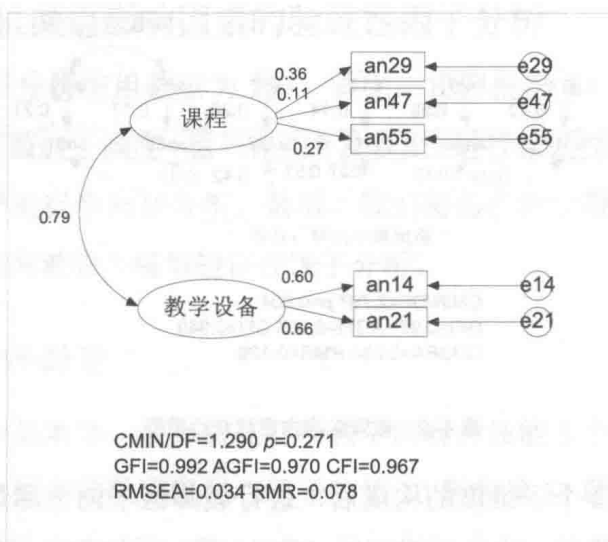 0.36 an29 e29
0.11 an47 e47
课程
0.27 an55 e55
0.79
0.60 an14 e14
教学设备
0.66 an21 e21
CMIN/DF=1.290 p=0.271
GFI=0.992 AGFI=0.970 CFI=0.967
RMSEA=0.034 RMR=0.078